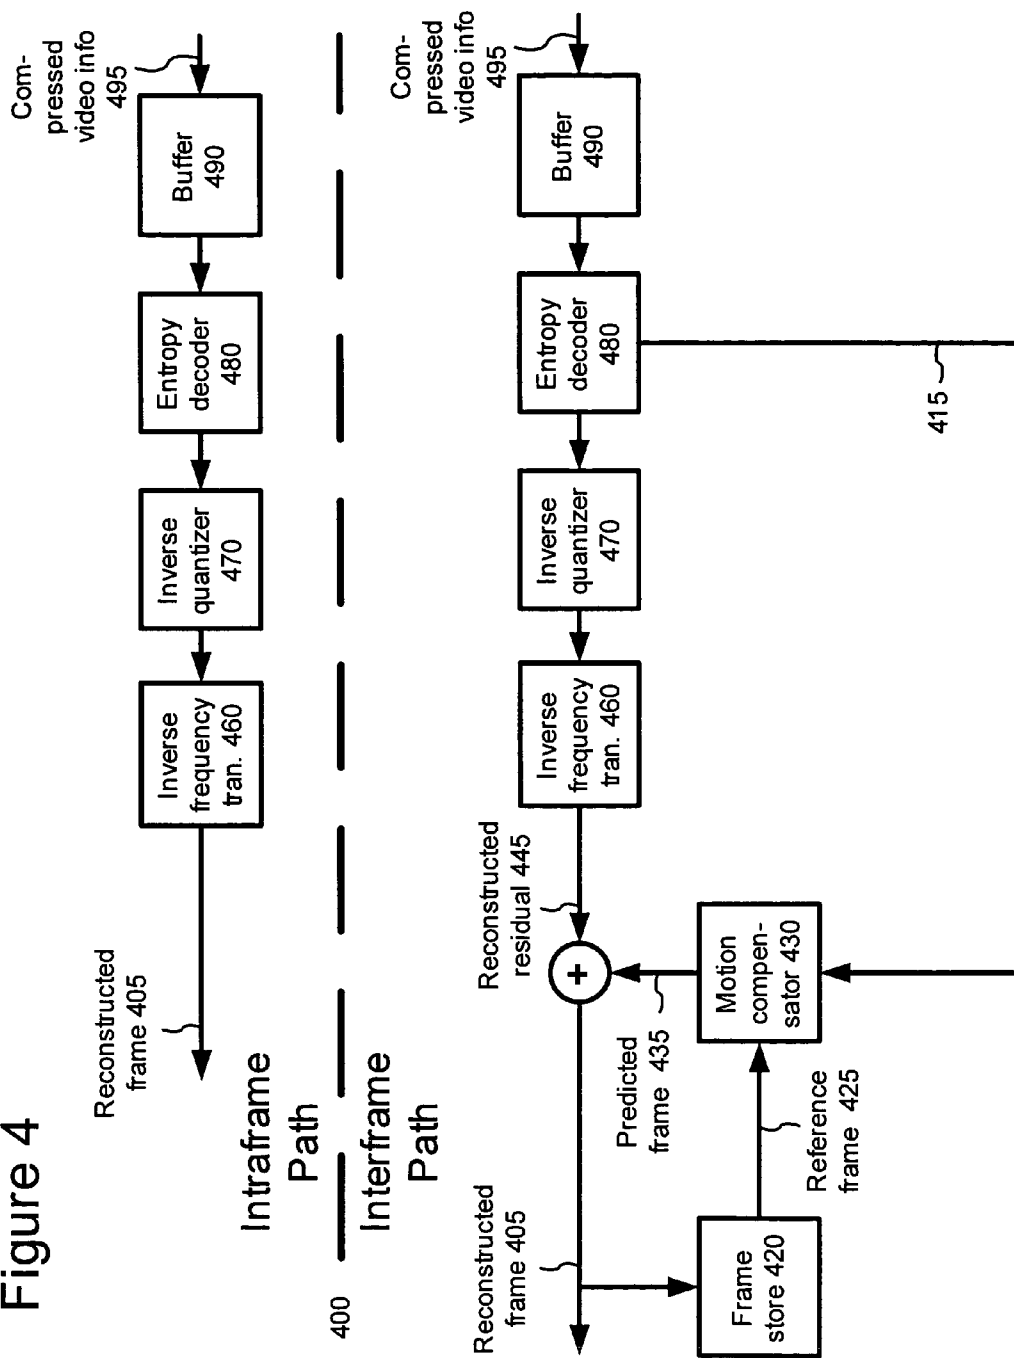 Figure 4
Com-
pressed
video info
495
Buffer
490
Entropy
decoder
480
Inverse
quantizer
470
Inverse
frequency
tran. 460
Reconstructed
frame 405
Intraframe
Path
400
Interframe
Path
Com-
pressed
video info
495
Buffer
490
Entropy
decoder
480
415
Inverse
quantizer
470
Inverse
frequency
tran. 460
Reconstructed
residual 445
+
Motion
compen-
sator 430
Predicted
frame 435
Reference
frame 425
Reconstructed
frame 405
Frame
store 420